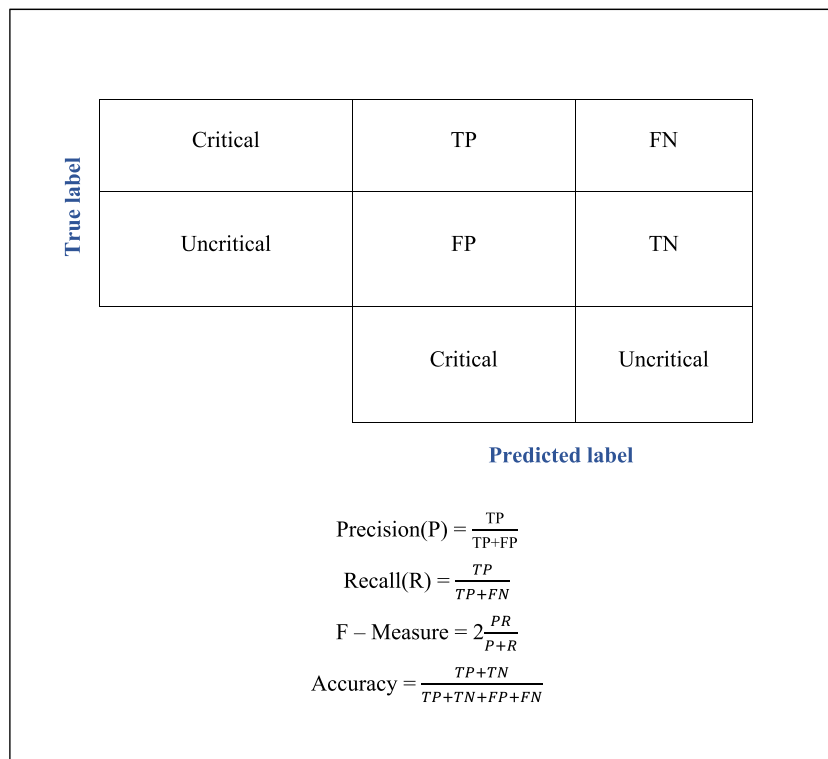 True label
Critical TP FN
Uncritical FP TN
Critical Uncritical
Predicted label
Precision(P) = TP/TP+FP
Recall(R) = TP/TP+FN
F – Measure = 2 PR/P+R
Accuracy = TP+TN/TP+TN+FP+FN